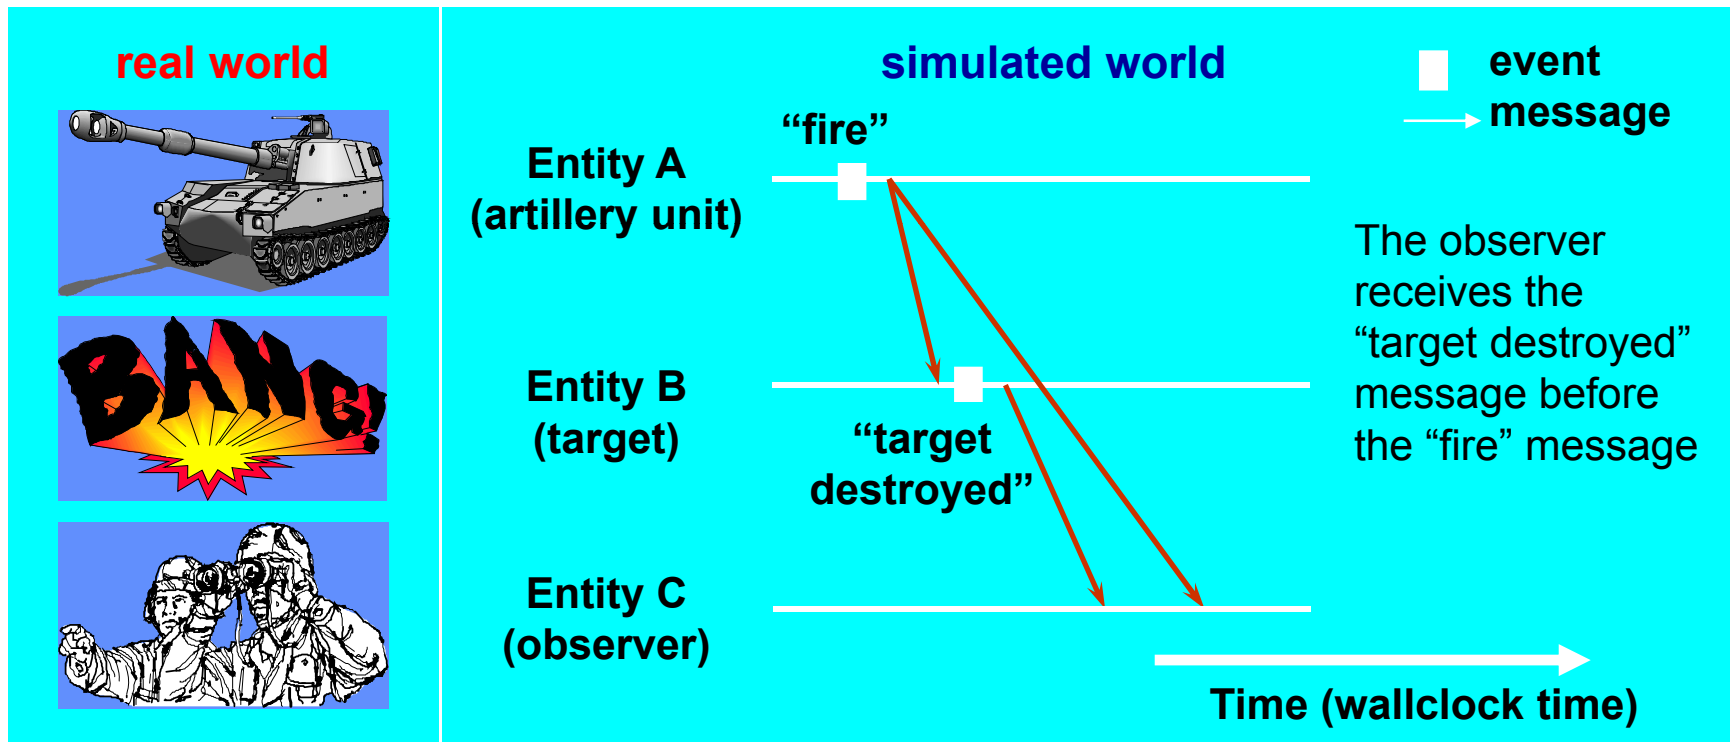 real world
BANG!
simulated world
event
message
“fire”
Entity A
(artillery unit)
Entity B
(target)
“target
destroyed”
Entity C
(observer)
The observer
receives the
“target destroyed”
message before
the “fire” message
Time (wallclock time)